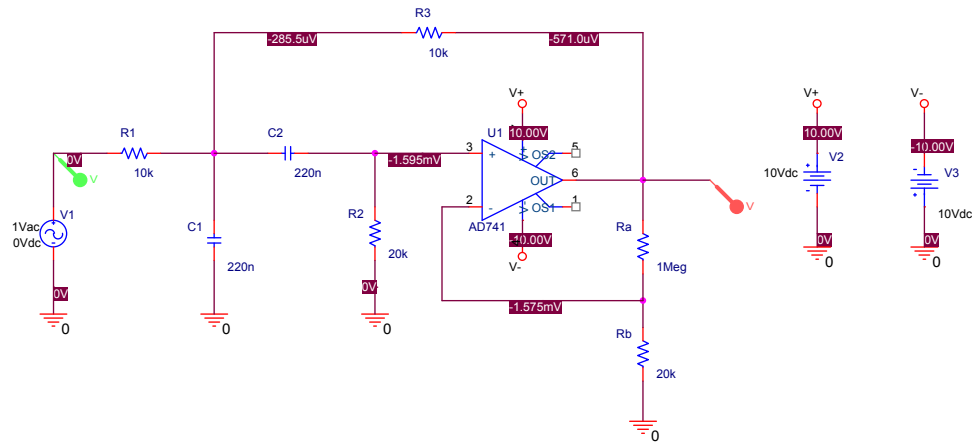 R3
-285.5uV
-571.0uV
10k
V+
V+
V-
R1
C2
U1
10.00V
10.00V
-10.00V
0V
V
10k
220n
-1.595mV
3
+
V+
OS2
5
V2
V3
OUT
6
10Vdc
V1
1Vac
0Vdc
C1
R2
2
-
V-
OS1
1
V
AD741
10Vdc
220n
20k
-10.00V
Ra
0V
0V
V-
1Meg
0
0
0V
0V
-1.575mV
0
0
0
Rb
20k
0